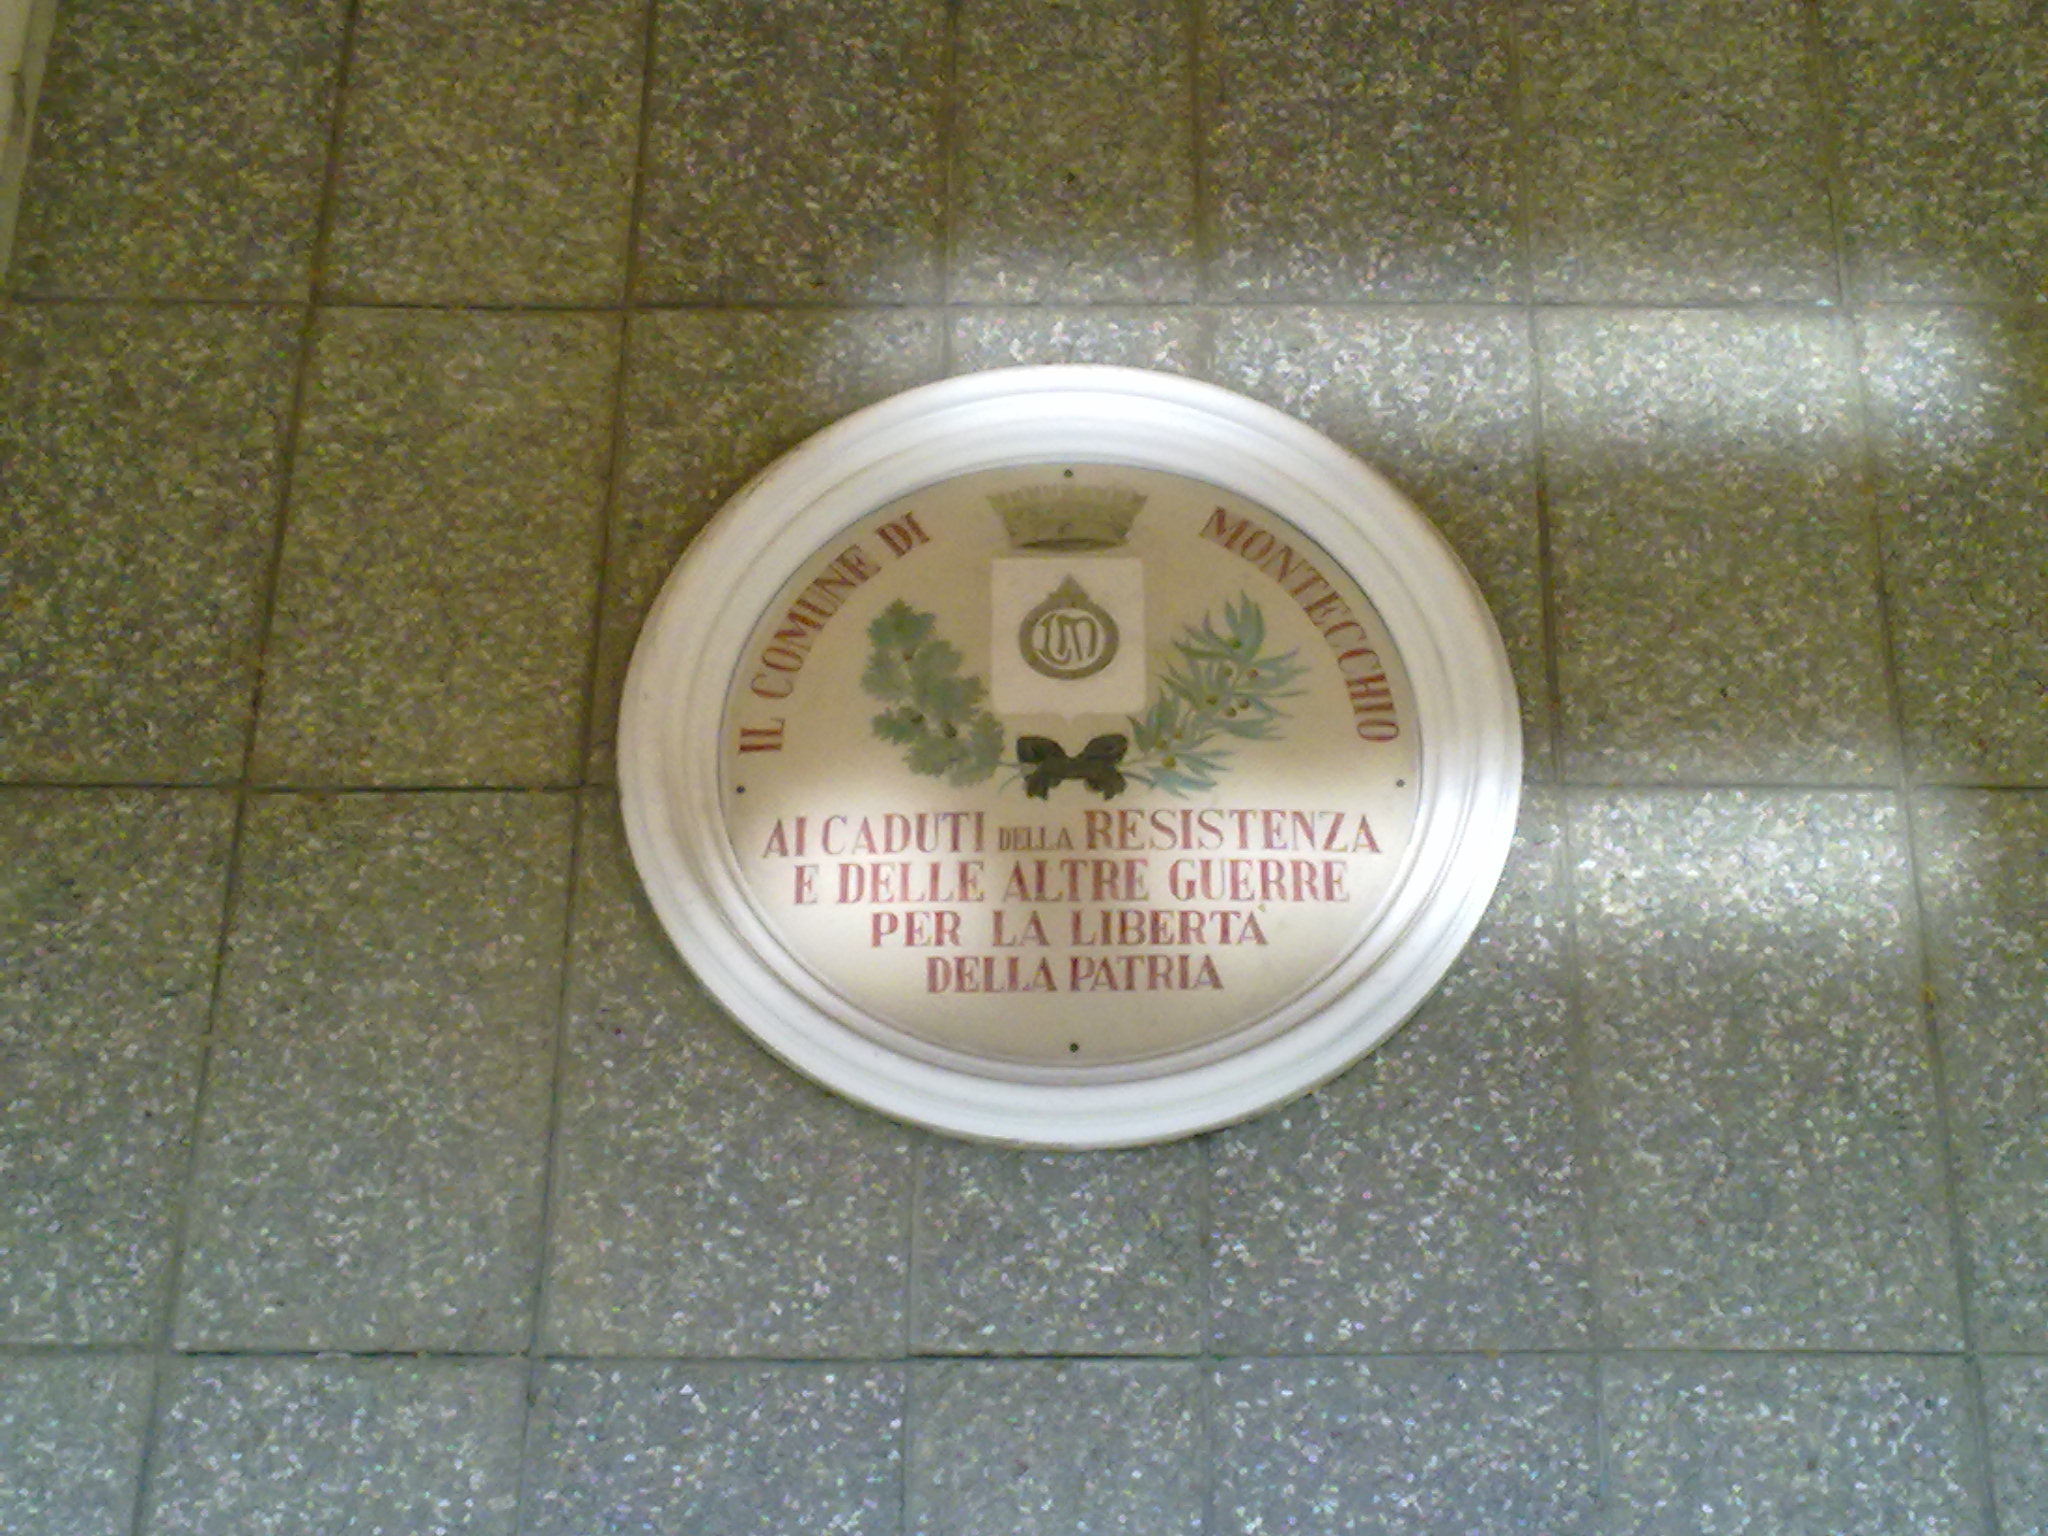 IL COMUNE DI MONTECCHIO
AI CADUTI DELLA RESISTENZA
E DELLE ALTRE GUERRE
PER LA LIBERTA'
DELLA PATRIA